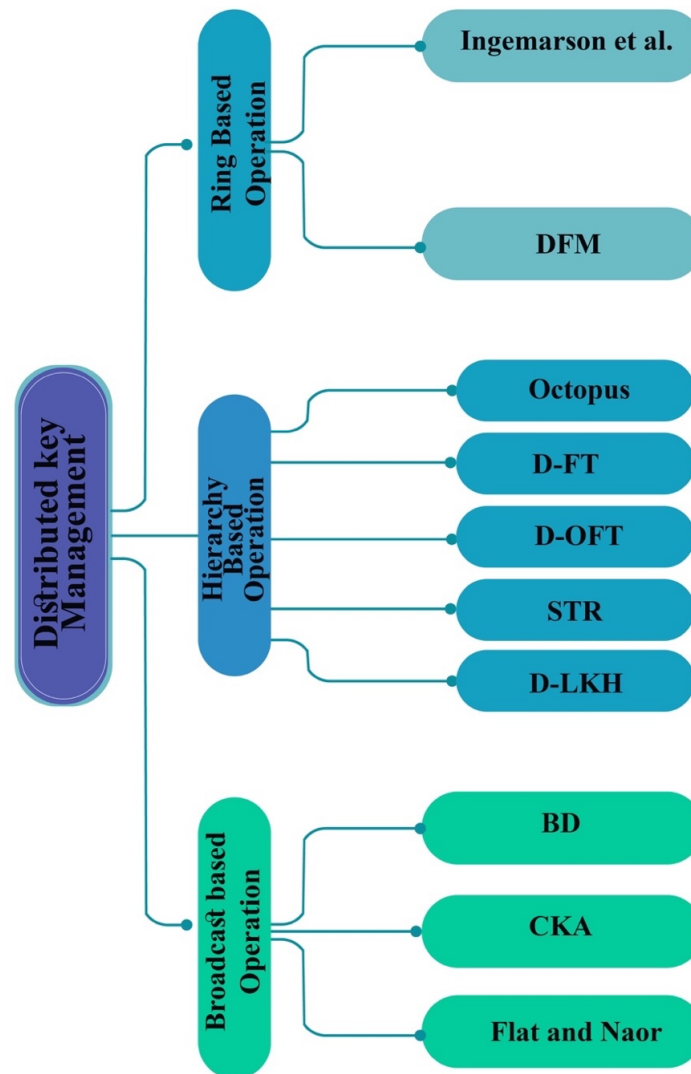 Distributed key
Management
Ring Based
Operation
Ingemarson et al.
DFM
Hierarchy
Based
Operation
Octopus
D-FT
D-OFT
STR
D-LKH
Broadcast based
Operation
BD
CKA
Flat and Naor